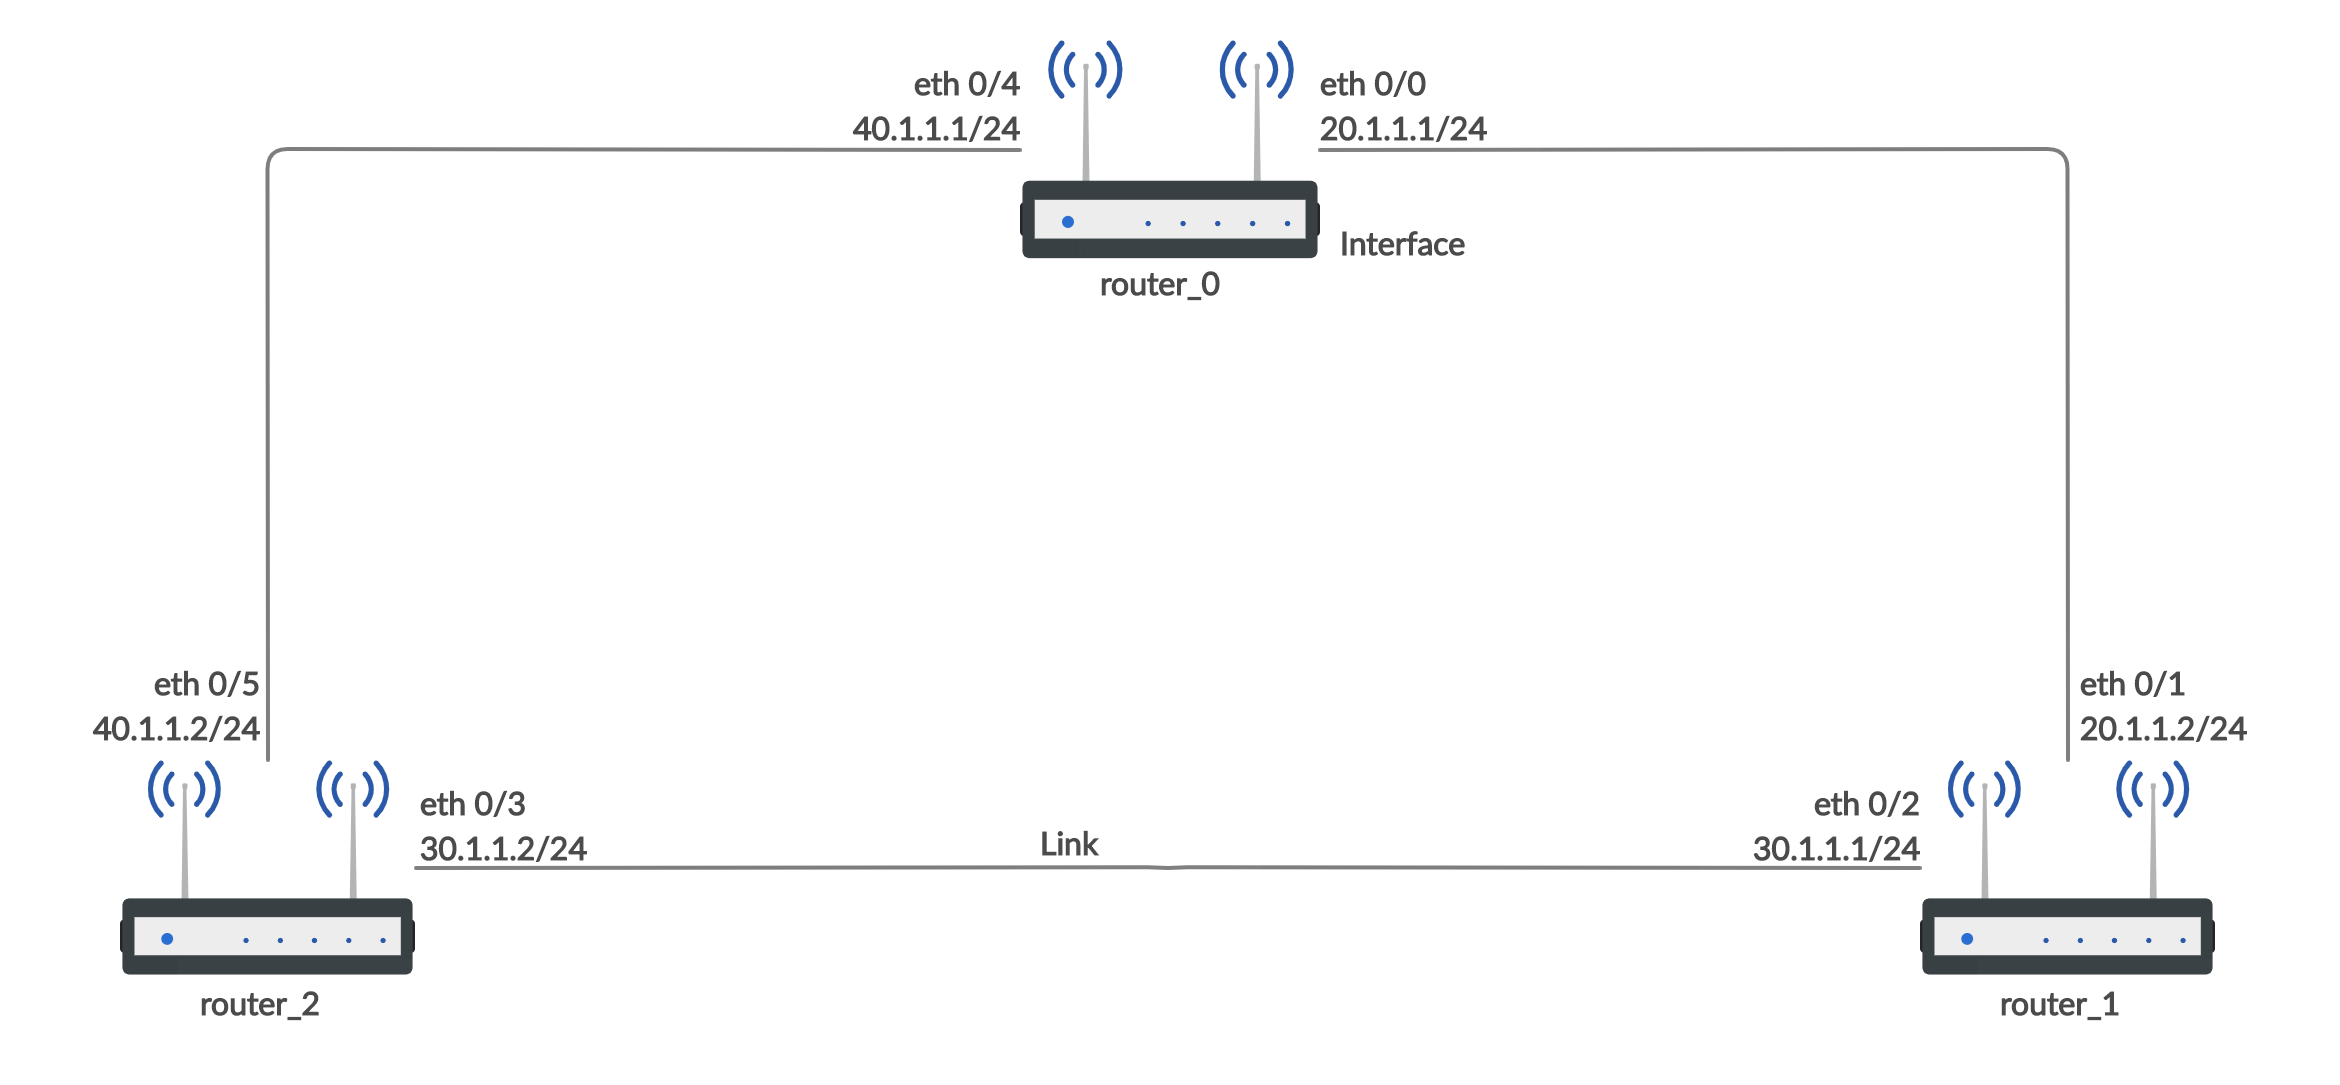 eth 0/4
40.1.1.1/24
eth 0/0
20.1.1.1/24
Interface
router_0
eth 0/5
40.1.1.2/24
eth 0/1
20.1.1.2/24
eth 0/3
30.1.1.2/24
Link
eth 0/2
30.1.1.1/24
router_2
router_1